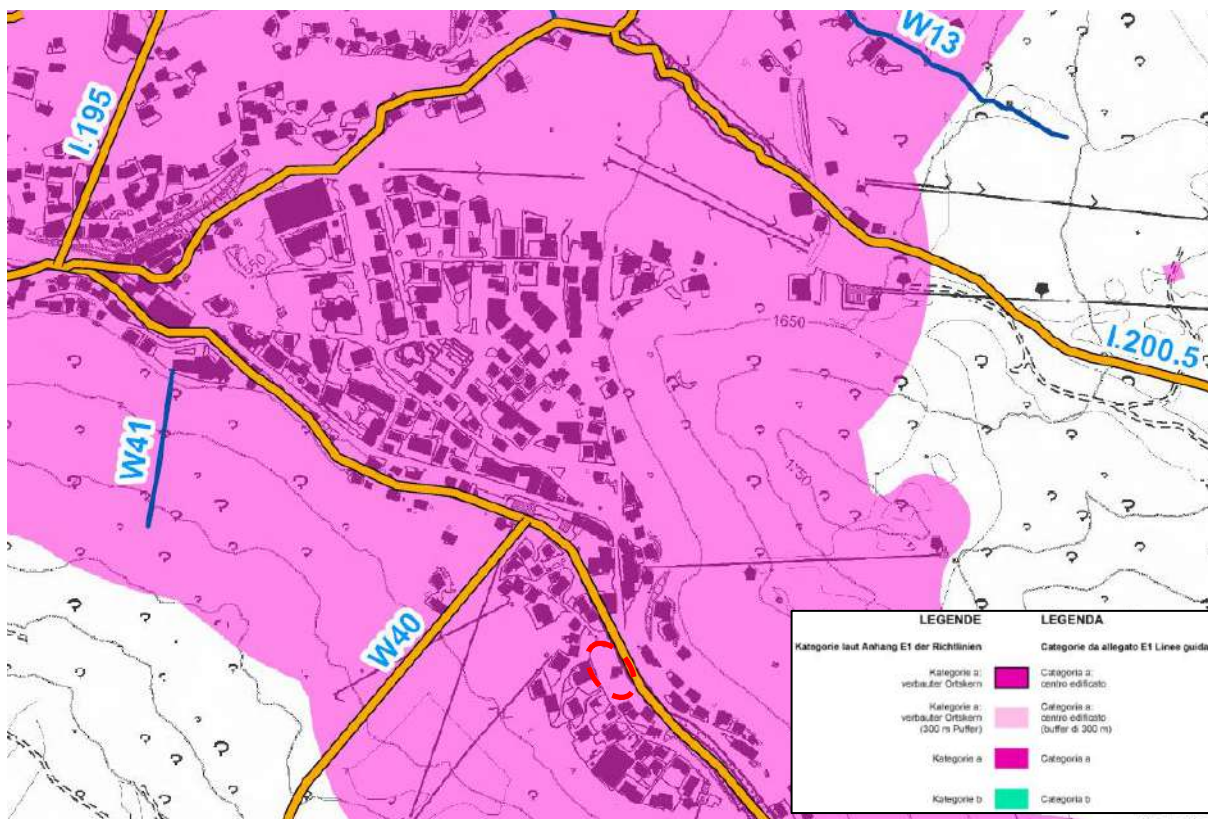 W13
I.195
1650
I.200.5
W41
1750
W40
LEGENDE LEGENDA
Kategorie laut Anhang E1 der Richtlinien Categorie da allegato E1 Linee guida
Kategorie a: Categoria a:
verbauter Ortskern centro edificato
Kategorie a: Categoria a:
verbauter Ortskern centro edificato
(300 m Puffer) (buffer di 300 m)
Kategorie a Categoria a
Kategorie b Categoria b